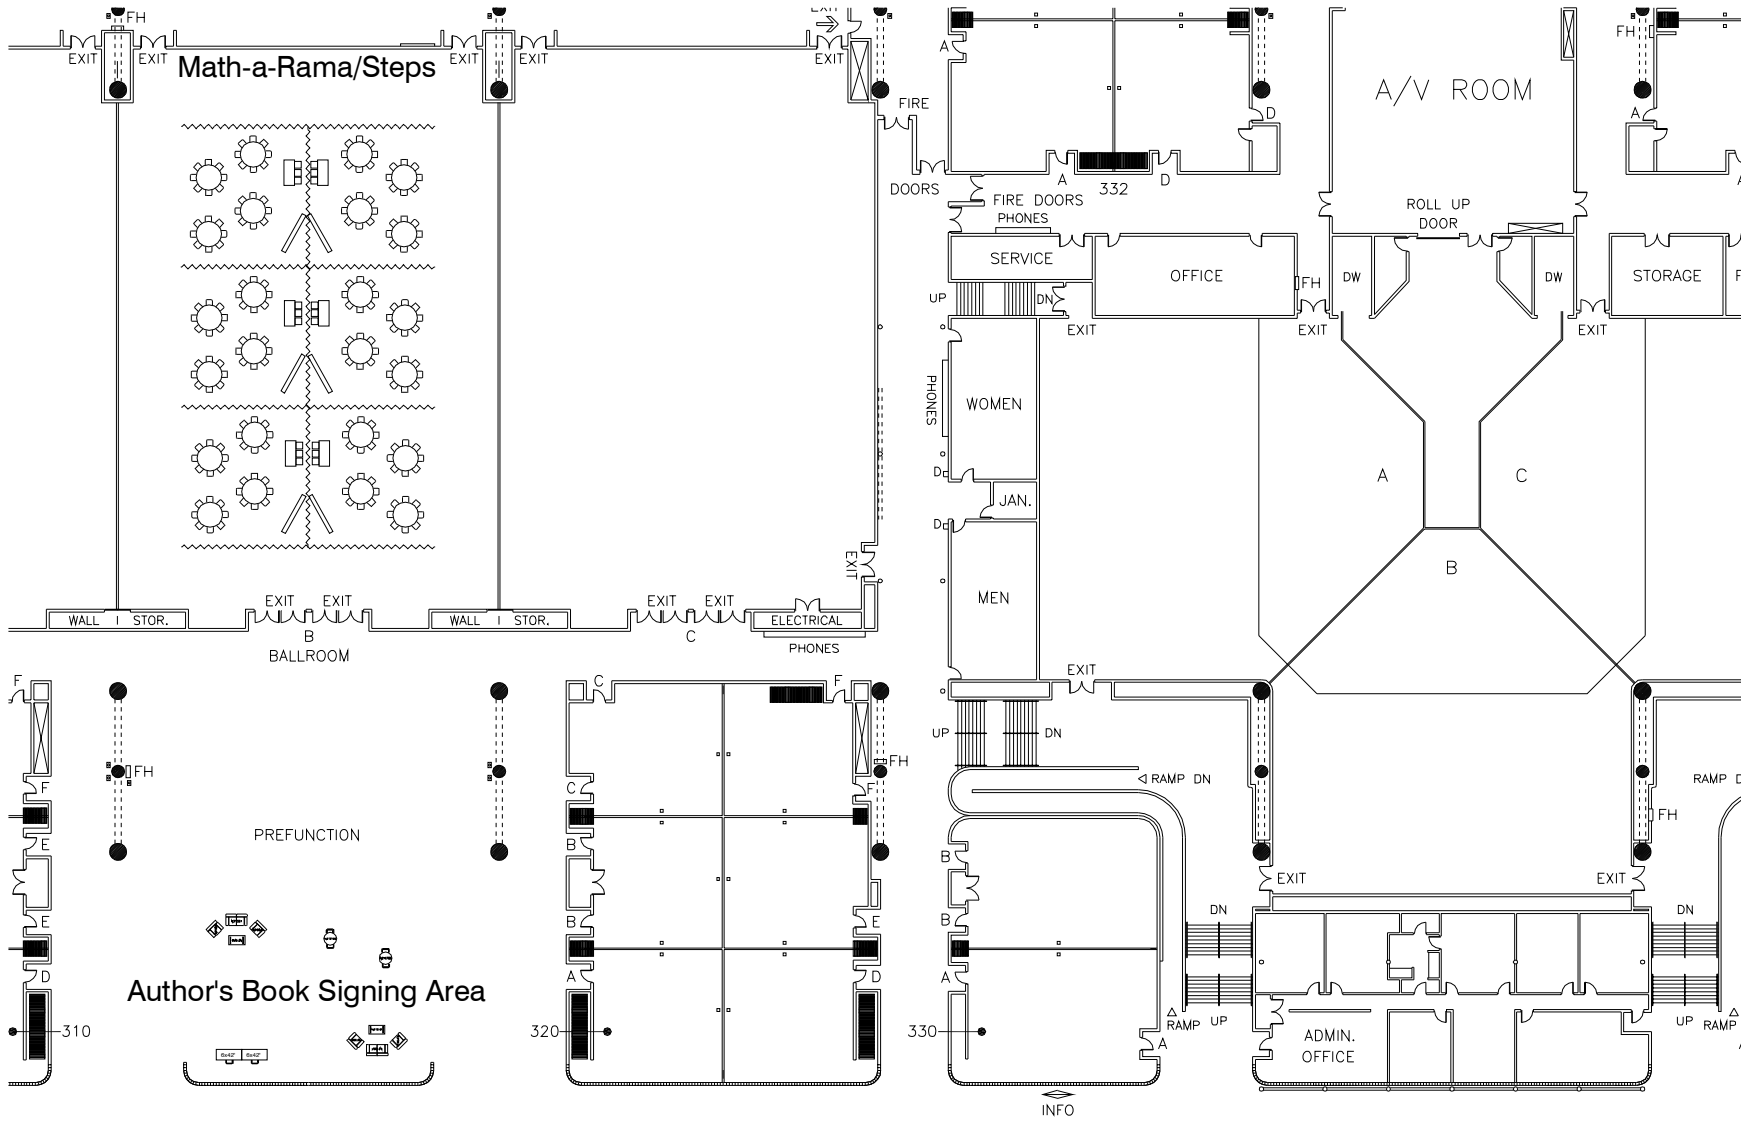 FH
EXIT
FH
EXIT EXIT EXIT EXIT EXIT
Math-a-Rama/Steps
A
A/V ROOM
FIRE
D
A
DOORS
A
332
D
FIRE DOORS
PHONES
ROLL UP
DOOR
SERVICE
OFFICE
DW
DW
STORAGE
FH
UP
DN
EXIT
EXIT
EXIT
PHONES
WOMEN
D
A
C
JAN.
D
EXIT
B
MEN
EXIT EXIT
EXIT EXIT
WALL STOR.
WALL STOR.
ELECTRICAL
B
C
BALLROOM
PHONES
EXIT
F
C
F
UP
DN
FH
FH
RAMP DN
RAMP
F
C
F
FH
PREFUNCTION
E
B
B
EXIT
EXIT
DN
DN
E
B
E
B
D
A
D
A
Author's Book Signing Area
310
320
330
RAMP
UP
UP
RAMP
A
ADMIN.
OFFICE
6x42'
6x42'
INFO